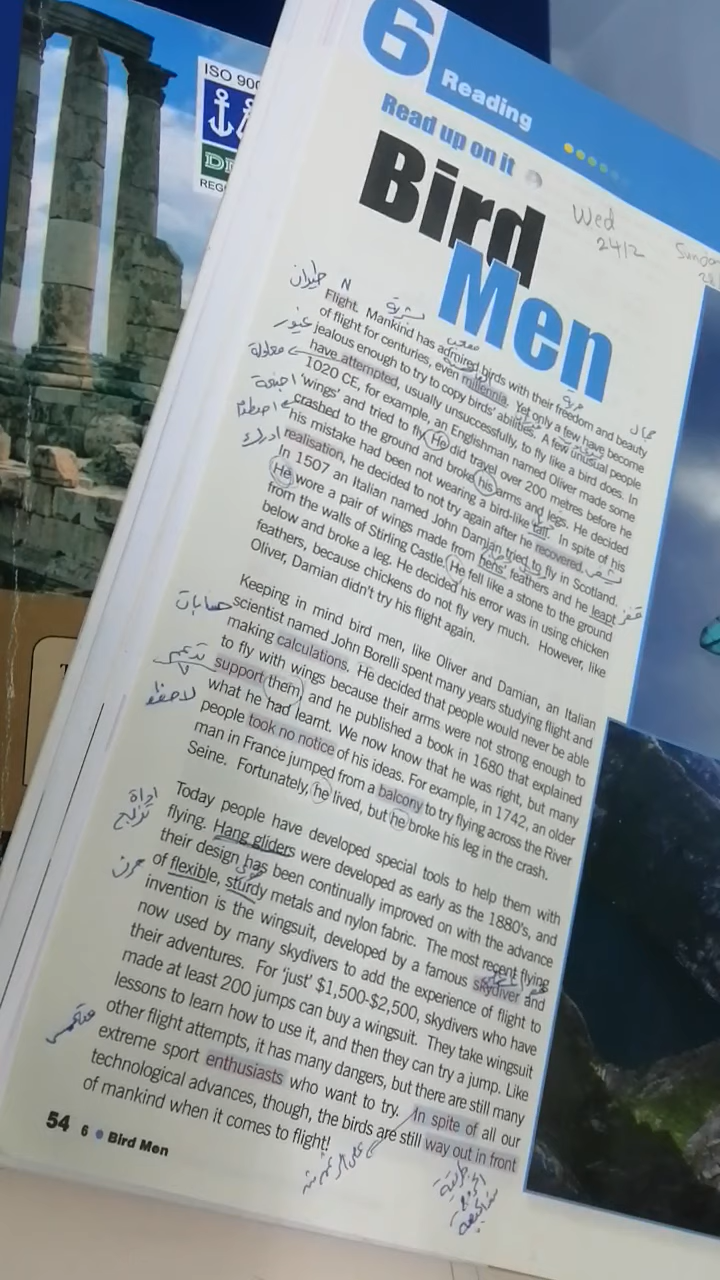 ISO 900
REG
6
Reading
Read up on it
Bird
Men
Wed
24/2
طيران
N
بشرية
Flight. Mankind has admired birds with their freedom and beauty
of flight for centuries, even millennia. Yet only a few have become
غيور
jealous enough to try to copy birds' abilities. A few unusual people
have attempted, usually unsuccessfully, to fly like a bird does. In
1020 CE, for example, an Englishman named Oliver made some
'wings' and tried to fly. He did travel over 200 metres before he
crashed to the ground and broke his arms and legs. He decided
his mistake had been not wearing a bird-like tail. In spite of his
realisation, he decided to not try again after he recovered.
In 1507 an Italian named John Damian tried to fly in Scotland.
He wore a pair of wings made from hens' feathers and he leapt
from the walls of Stirling Castle. He fell like a stone to the ground
below and broke a leg. He decided his error was in using chicken
feathers, because chickens do not fly very much. However, like
Oliver, Damian didn't try his flight again.
قفز
Keeping in mind bird men, like Oliver and Damian, an Italian
حسابات
scientist named John Borelli spent many years studying flight and
making calculations. He decided that people would never be able
to fly with wings because their arms were not strong enough to
support them, and he published a book in 1680 that explained
what he had learnt. We now know that he was right, but many
people took no notice of his ideas. For example, in 1742, an older
man in France jumped from a balcony to try flying across the River
Seine. Fortunately, he lived, but he broke his leg in the crash.
Today people have developed special tools to help them with
flying. Hang gliders were developed as early as the 1880's, and
their design has been continually improved on with the advance
of flexible, sturdy metals and nylon fabric. The most recent flying
invention is the wingsuit, developed by a famous skydiver and
now used by many skydivers to add the experience of flight to
their adventures. For 'just' $1,500-$2,500, skydivers who have
made at least 200 jumps can buy a wingsuit. They take wingsuit
lessons to learn how to use it, and then they can try a jump. Like
other flight attempts, it has many dangers, but there are still many
extreme sport enthusiasts who want to try. In spite of all our
technological advances, though, the birds are still way out in front
of mankind when it comes to flight!
54 6 Bird Men